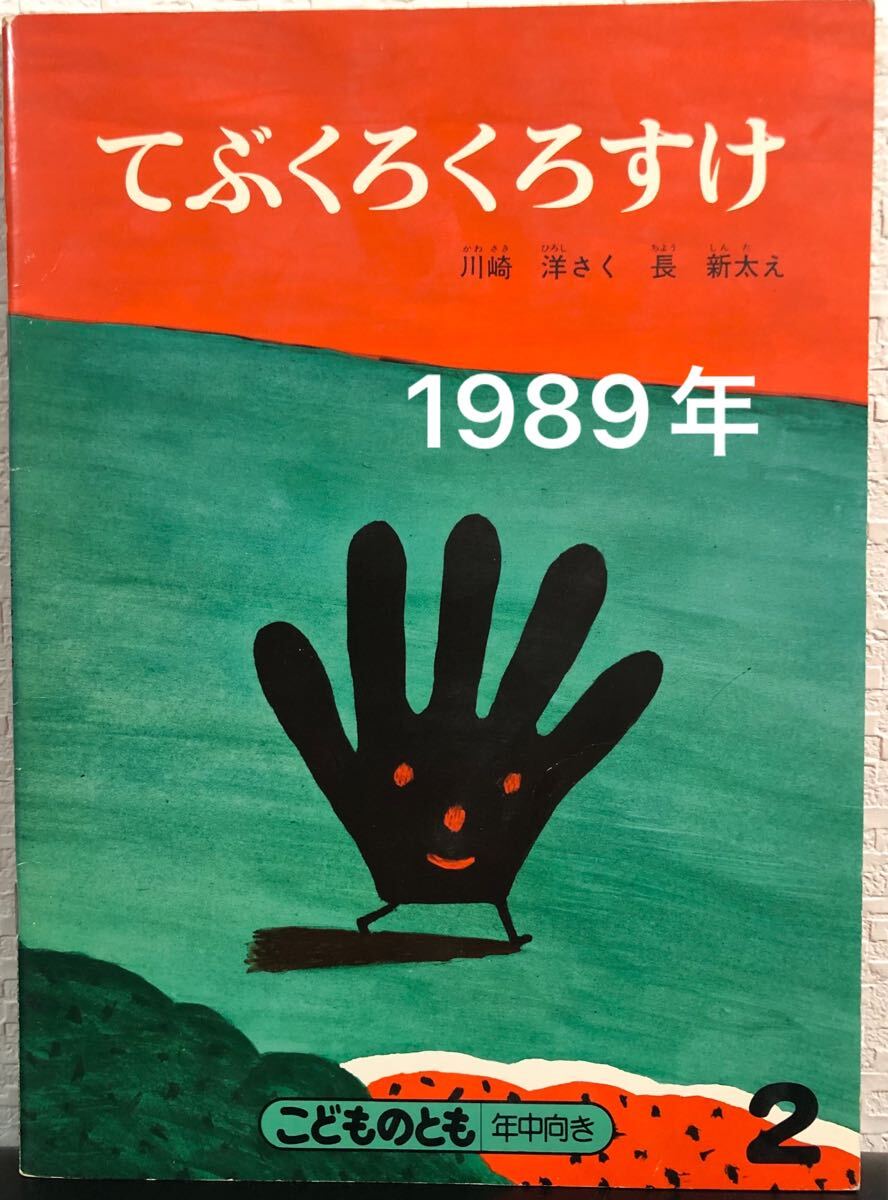 てぶくろくろすけ
かわさき ひろし ちよう しんた
川崎 洋さく 長 新太え
1989年
こどものとも 年中向き
2